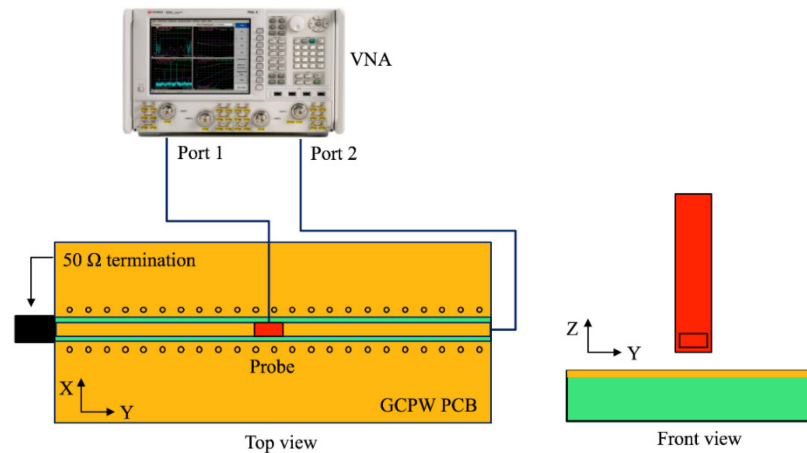 VNA
Port 1
Port 2
50 Ω termination
Probe
X
Y
GCPW PCB
Top view
Z
Y
Front view